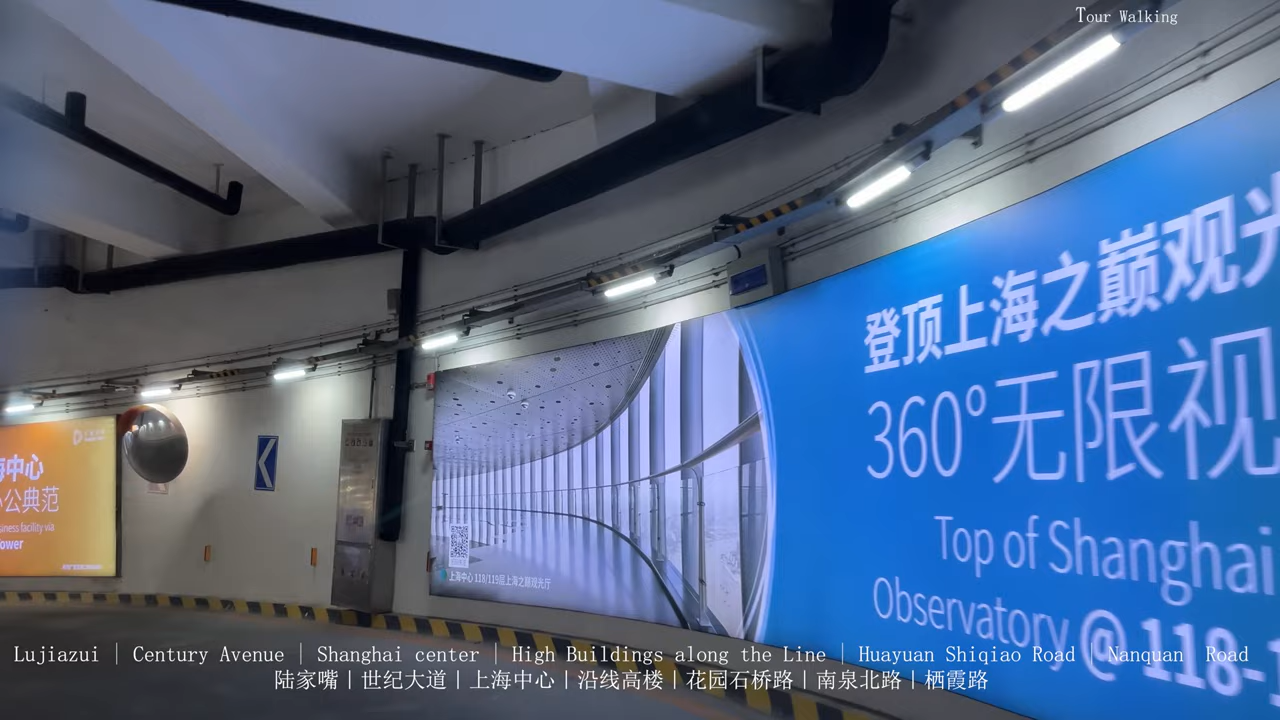 Tour Walking
登顶上海之巅观光
360°无限视
Top of Shanghai
Observatory @ 118-1
上海中心 118/119层上海之巅观光厅
海中心
公典范
siness facility via
ower
Lujiazui | Century Avenue | Shanghai center | High Buildings along the Line | Huayuan Shiqiao Road | Nanquan Road
陆家嘴 | 世纪大道 | 上海中心 | 沿线高楼 | 花园石桥路 | 南泉北路 | 栖霞路